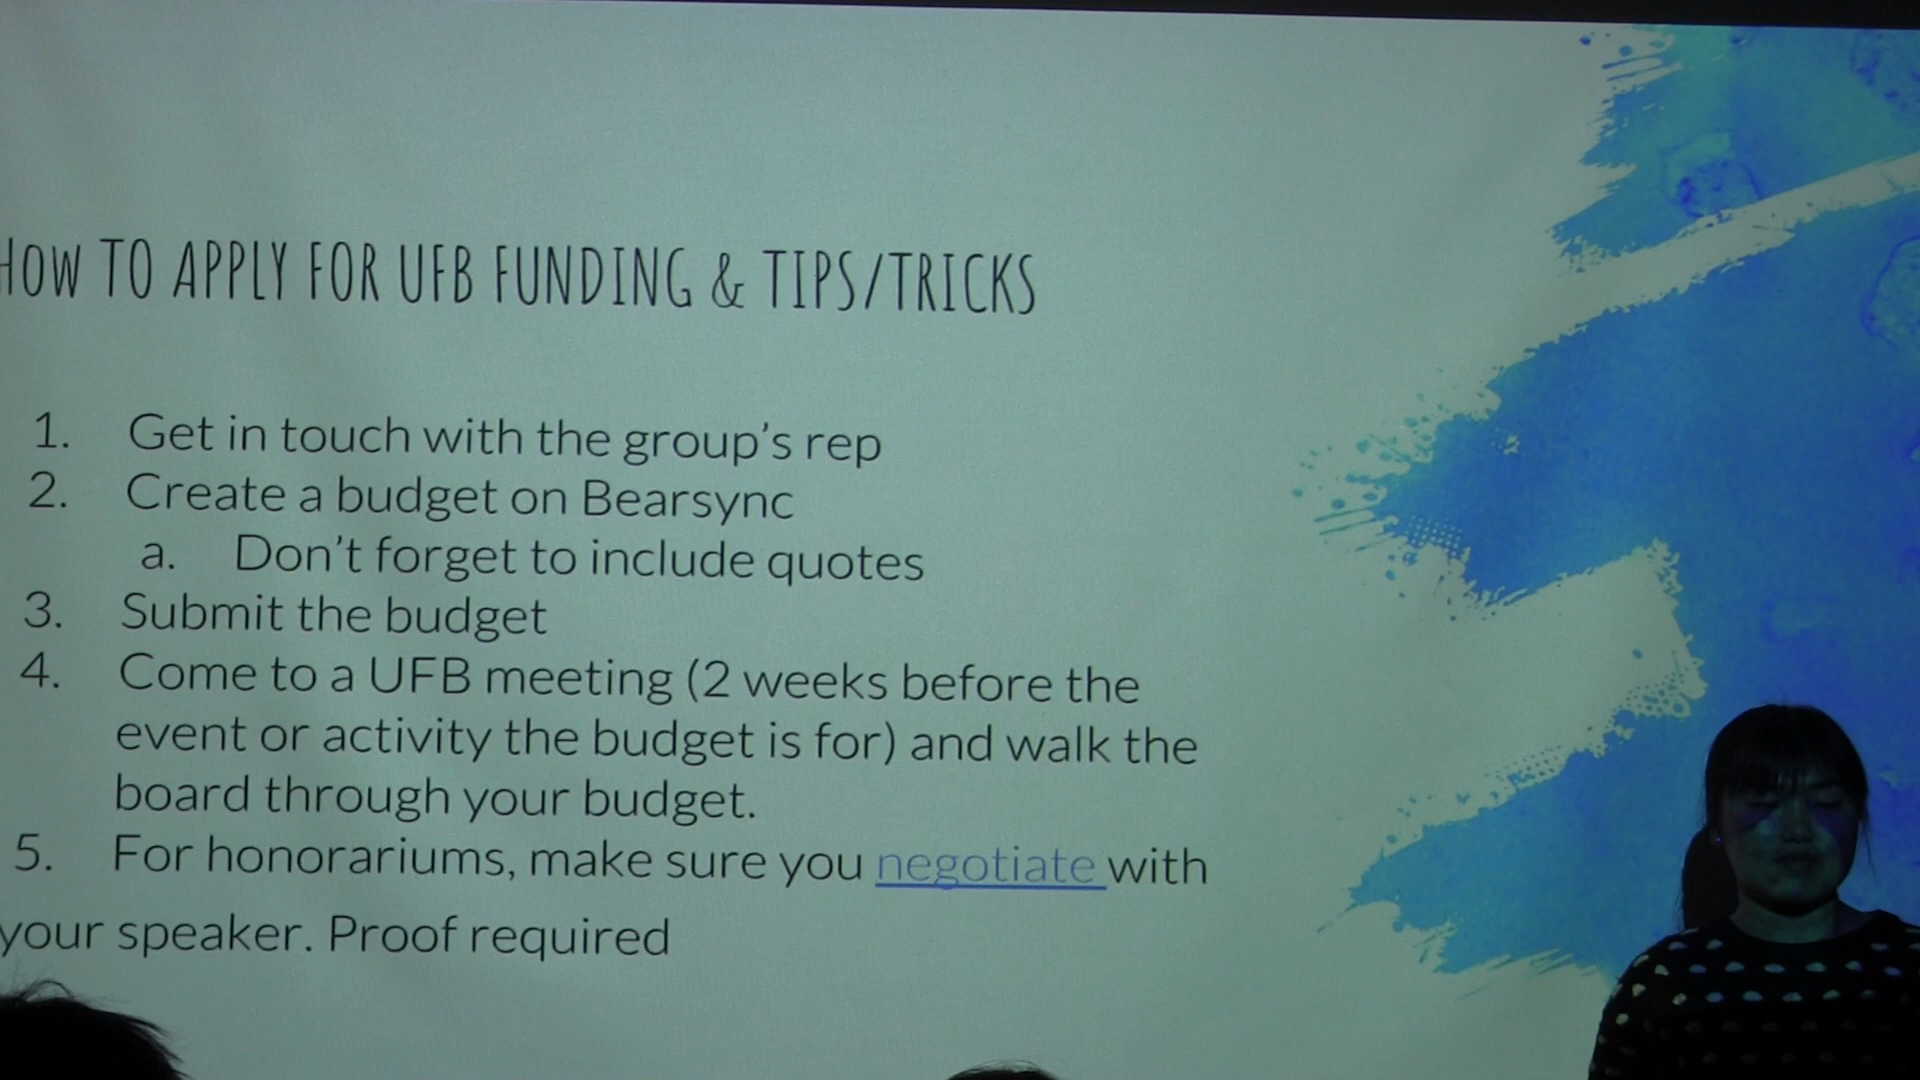 HOW TO APPLY FOR UFB FUNDING & TIPS/TRICKS
1. Get in touch with the group's rep
2. Create a budget on Bearsync
a. Don't forget to include quotes
3. Submit the budget
4. Come to a UFB meeting (2 weeks before the
event or activity the budget is for) and walk the
board through your budget.
5. For honorariums, make sure you negotiate with
your speaker. Proof required